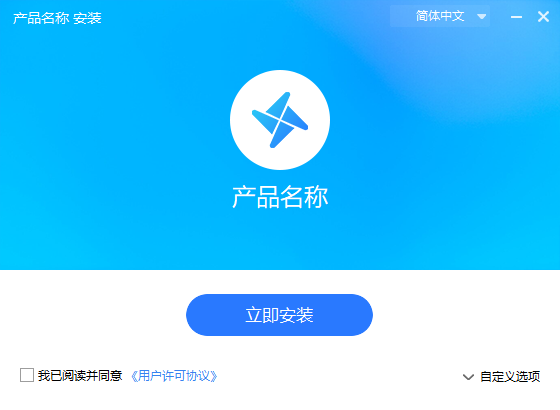 产品名称 安装
简体中文
产品名称
立即安装
我已阅读并同意 《用户许可协议》
自定义选项